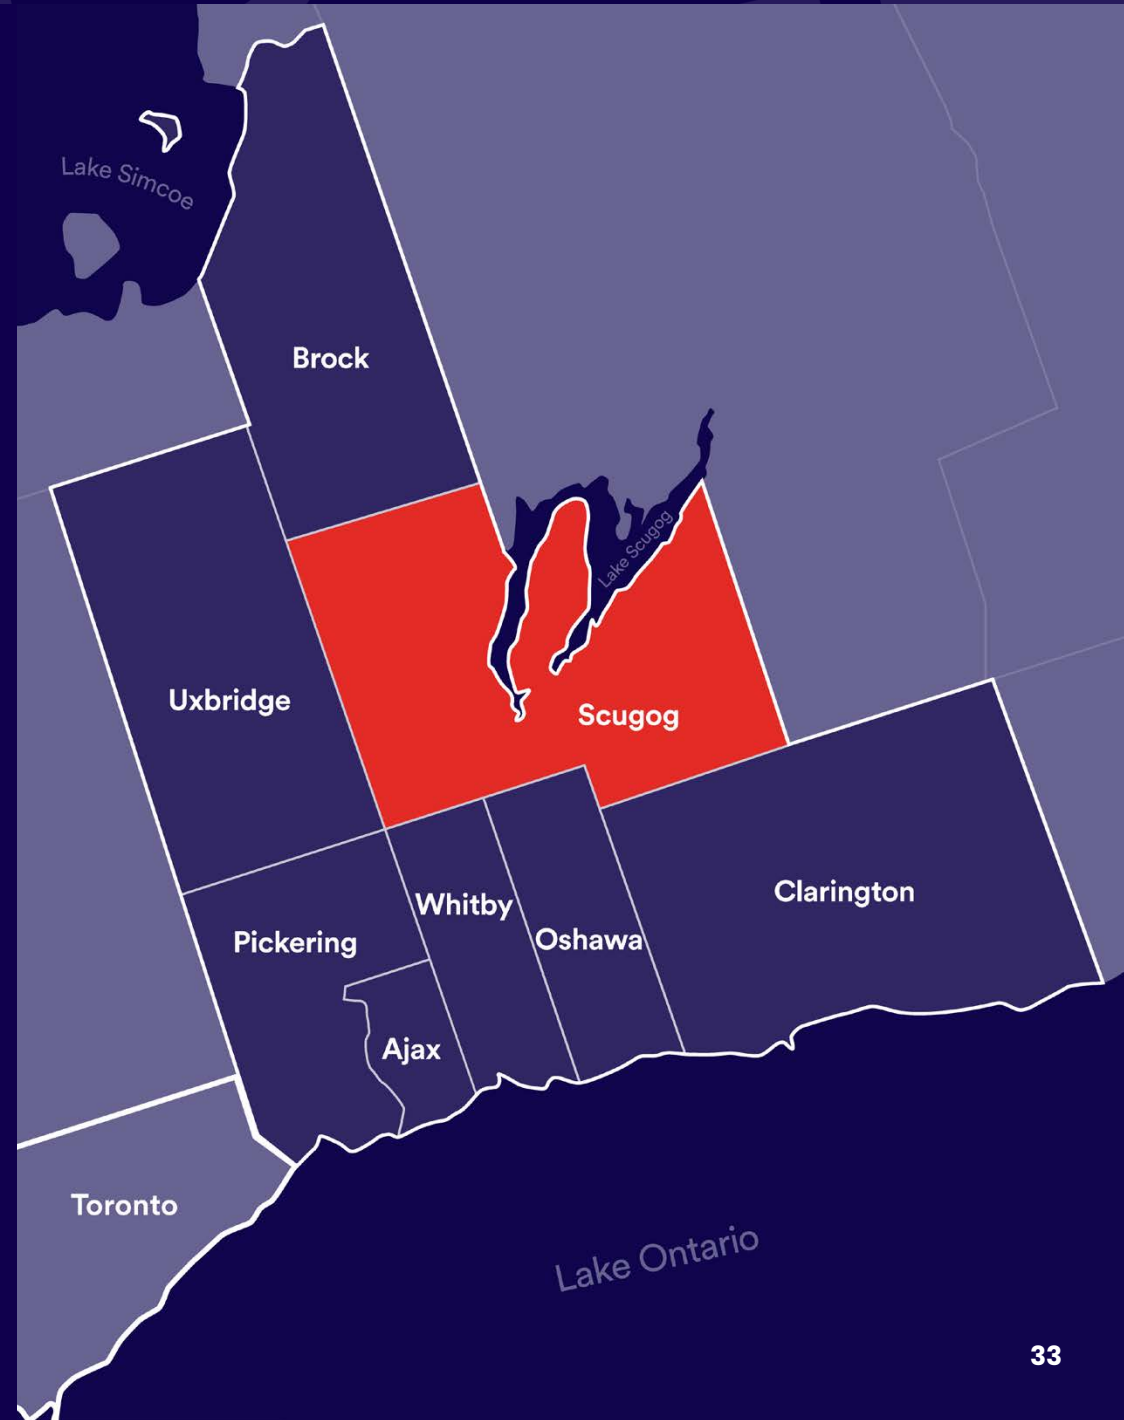 Lake Simcoe
Brock
Lake Scugog
Uxbridge
Scugog
Clarington
Whitby
Oshawa
Pickering
Ajax
Toronto
Lake Ontario
33